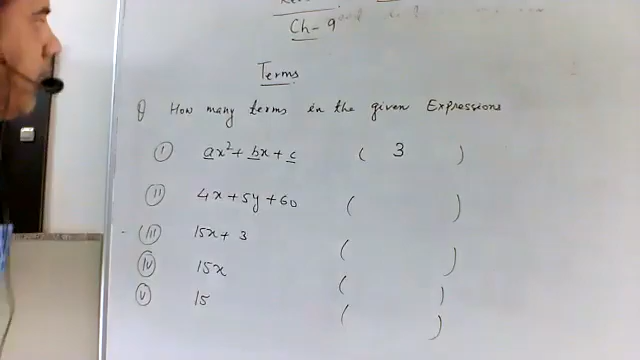 Ch-9
Terms
Q How many terms in the given Expressions
(i) ax² + bx + c ( 3 )
(ii) 4x + 5y + 60 ( )
(iii) 15x + 3 ( )
(iv) 15x ( )
(v) 15 ( )